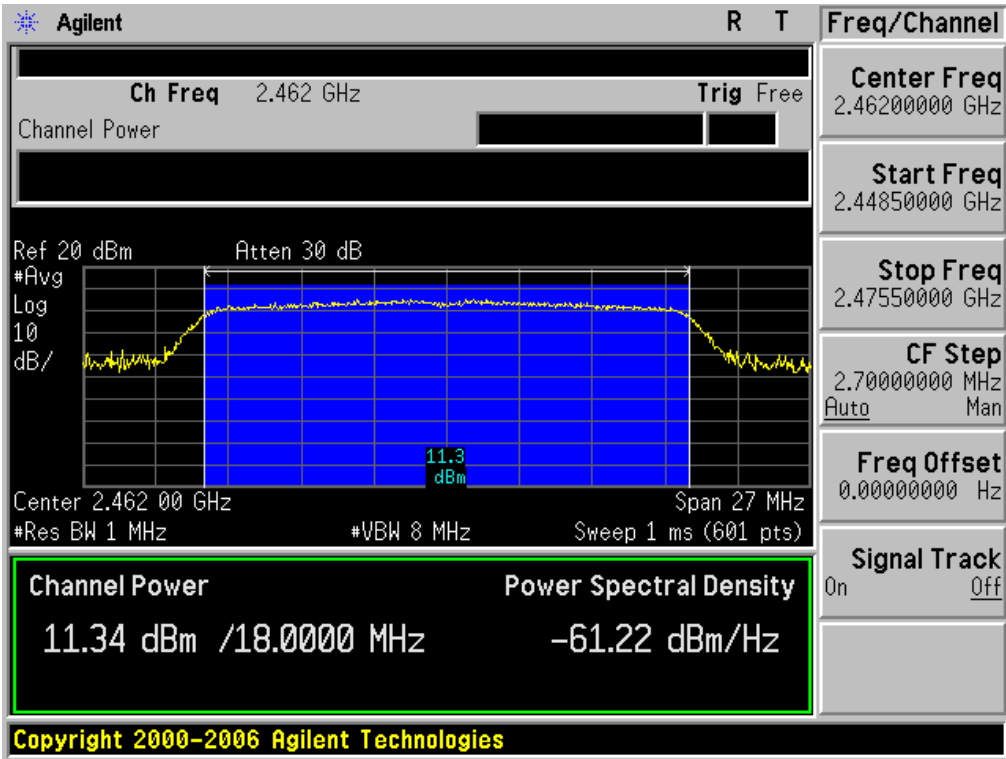 Agilent R T
Ch Freq 2.462 GHz Trig Free
Channel Power
Ref 20 dBm Atten 30 dB
#Avg
Log
10
dB/
11.3
dBm
Center 2.462 00 GHz Span 27 MHz
#Res BW 1 MHz #VBW 8 MHz Sweep 1 ms (601 pts)
Channel Power Power Spectral Density
11.34 dBm /18.0000 MHz -61.22 dBm/Hz
Copyright 2000-2006 Agilent Technologies
Freq/Channel
Center Freq
2.46200000 GHz
Start Freq
2.44850000 GHz
Stop Freq
2.47550000 GHz
CF Step
2.70000000 MHz
Auto Man
Freq Offset
0.00000000 Hz
Signal Track
On Off